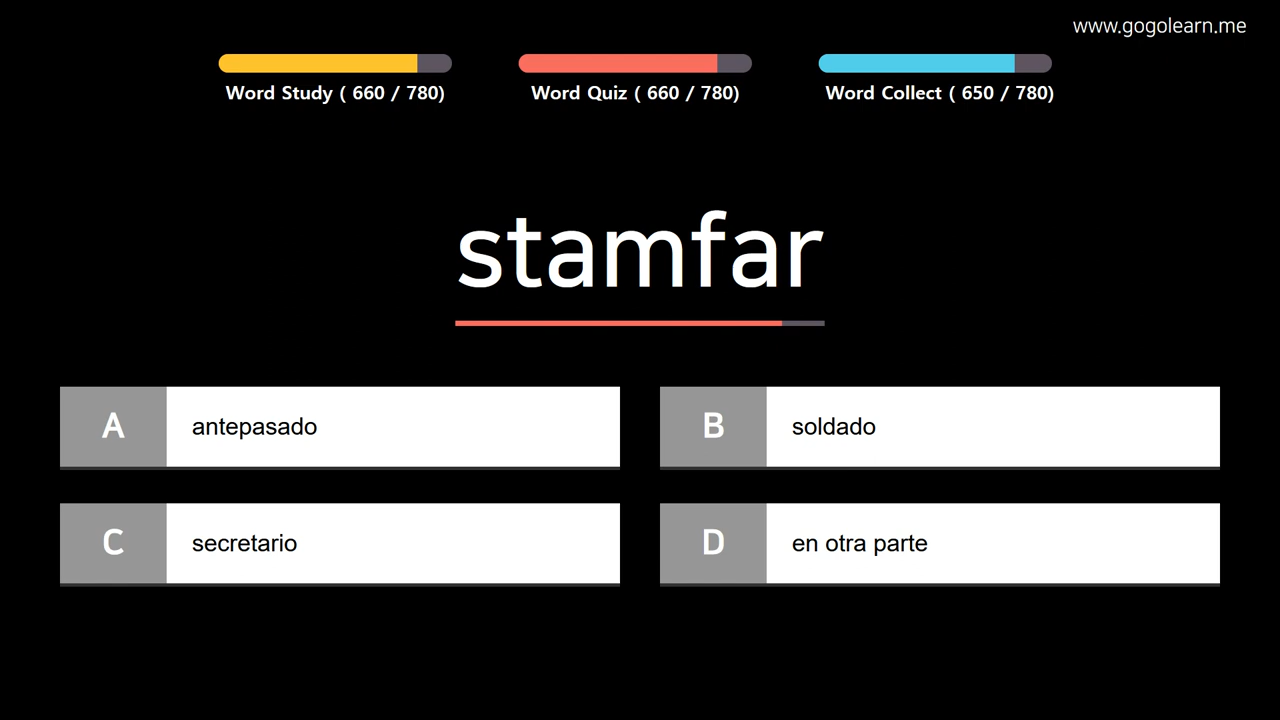 www.gogolearn.me
Word Study ( 660 / 780)
Word Quiz ( 660 / 780)
Word Collect ( 650 / 780)
stamfar
A antepasado
B soldado
C secretario
D en otra parte